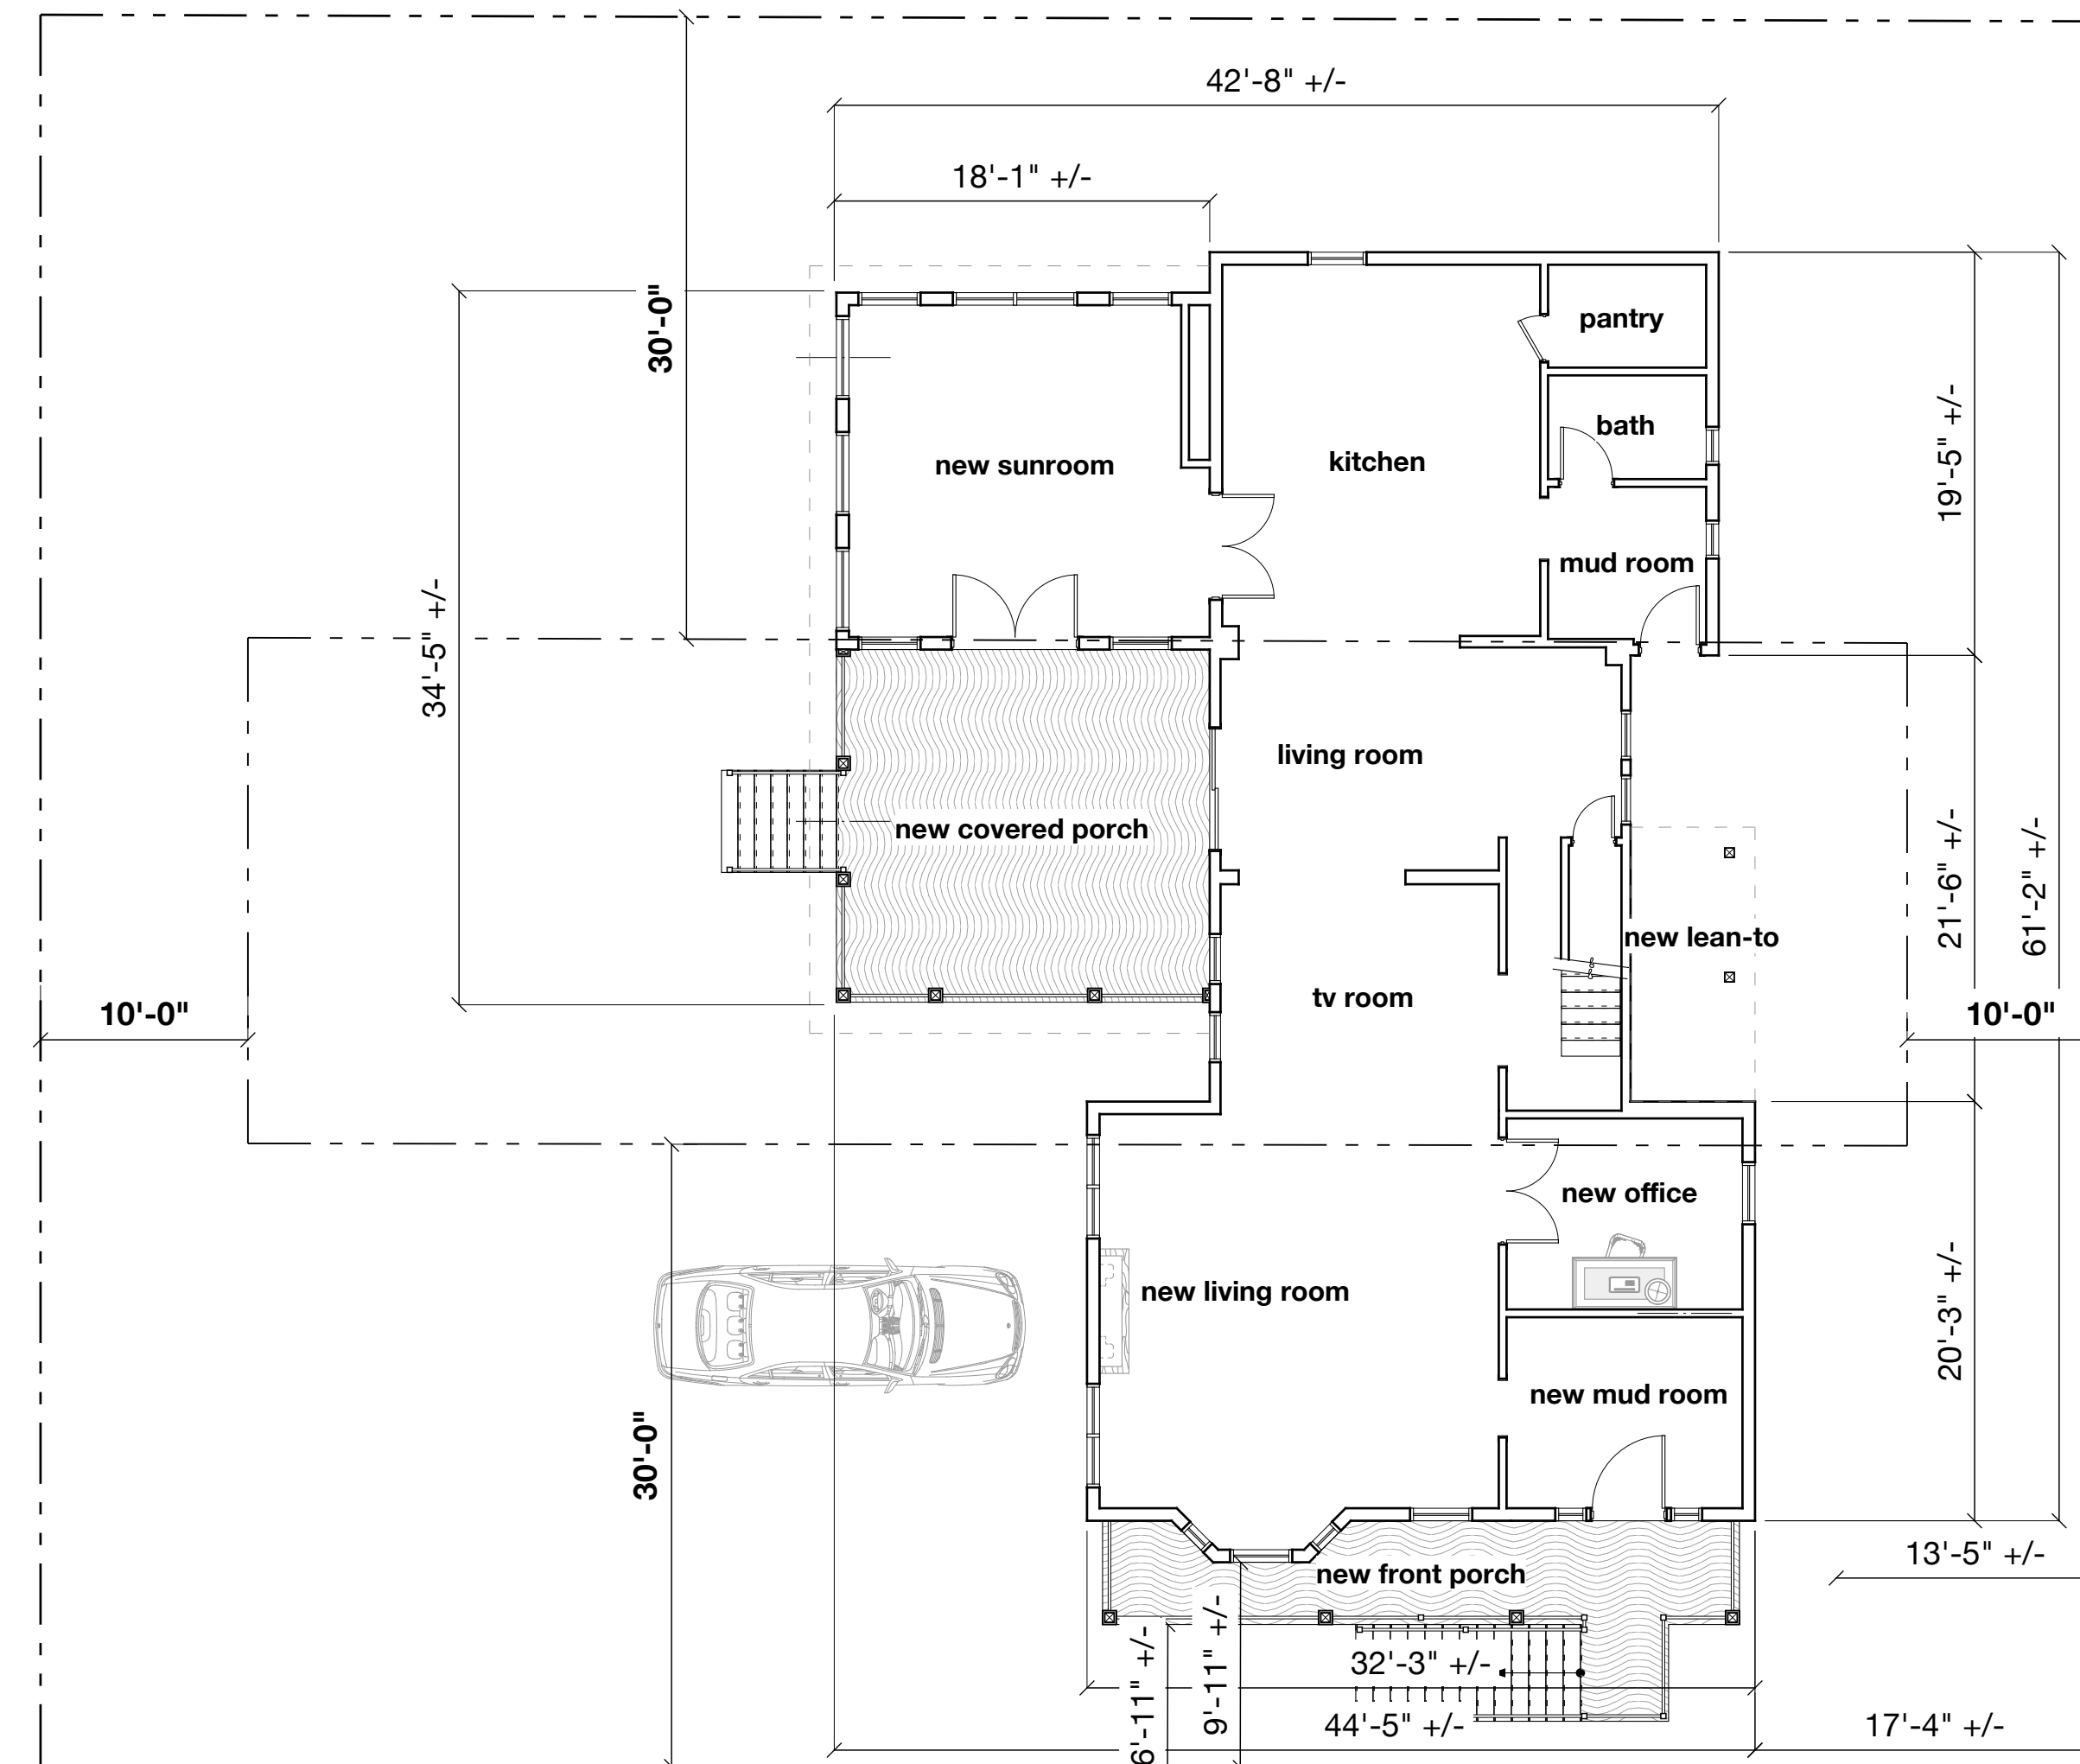 42'-8" +/-
18'-1" +/-
30'-0"
pantry
bath
19'-5" +/-
new sunroom
kitchen
mud room
34'-5" +/-
living room
new covered porch
21'-6" +/-
61'-2" +/-
new lean-to
tv room
10'-0"
10'-0"
new office
new living room
20'-3" +/-
new mud room
30'-0"
13'-5" +/-
new front porch
6'-11" +/-
9'-11" +/-
32'-3" +/-
44'-5" +/-
17'-4" +/-